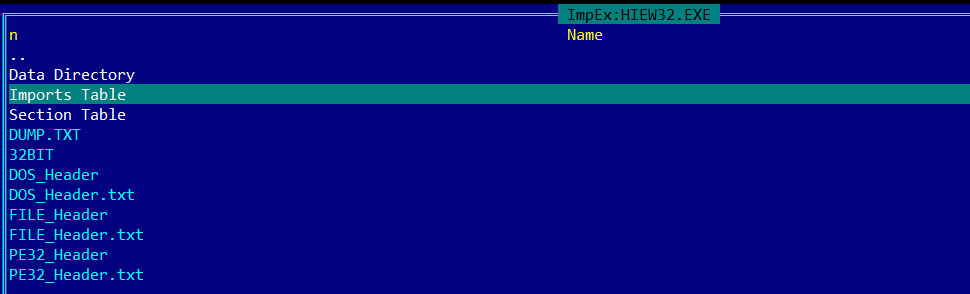 ImpEx:HIEW32.EXE
n Name
..
Data Directory
Imports Table
Section Table
DUMP.TXT
32BIT
DOS_Header
DOS_Header.txt
FILE_Header
FILE_Header.txt
PE32_Header
PE32_Header.txt